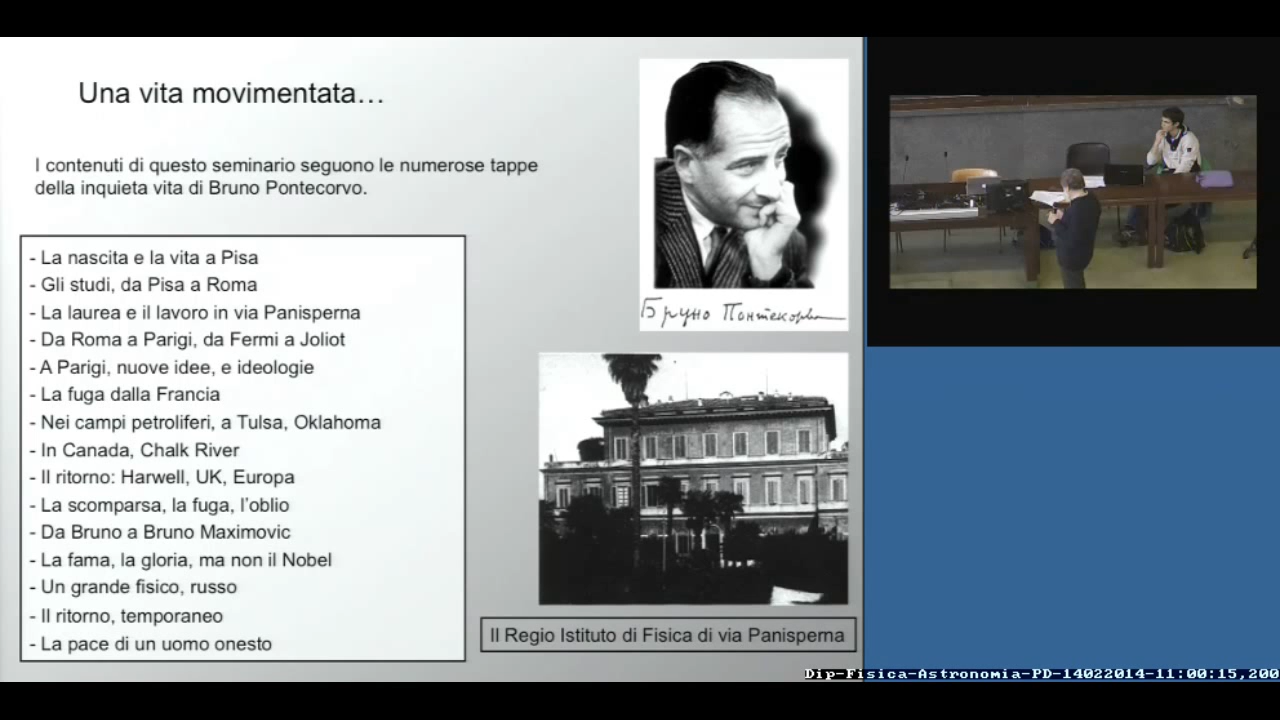 Una vita movimentata…
I contenuti di questo seminario seguono le numerose tappe
della inquieta vita di Bruno Pontecorvo.
- La nascita e la vita a Pisa
- Gli studi, da Pisa a Roma
- La laurea e il lavoro in via Panisperna
- Da Roma a Parigi, da Fermi a Joliot
- A Parigi, nuove idee, e ideologie
- La fuga dalla Francia
- Nei campi petroliferi, a Tulsa, Oklahoma
- In Canada, Chalk River
- Il ritorno: Harwell, UK, Europa
- La scomparsa, la fuga, l'oblio
- Da Bruno a Bruno Maximovic
- La fama, la gloria, ma non il Nobel
- Un grande fisico, russo
- Il ritorno, temporaneo
- La pace di un uomo onesto
Бруно Понтекорво
Il Regio Istituto di Fisica di via Panisperna
Dip-Fisica-Astronomia-PD-14022014-11:00:15,200